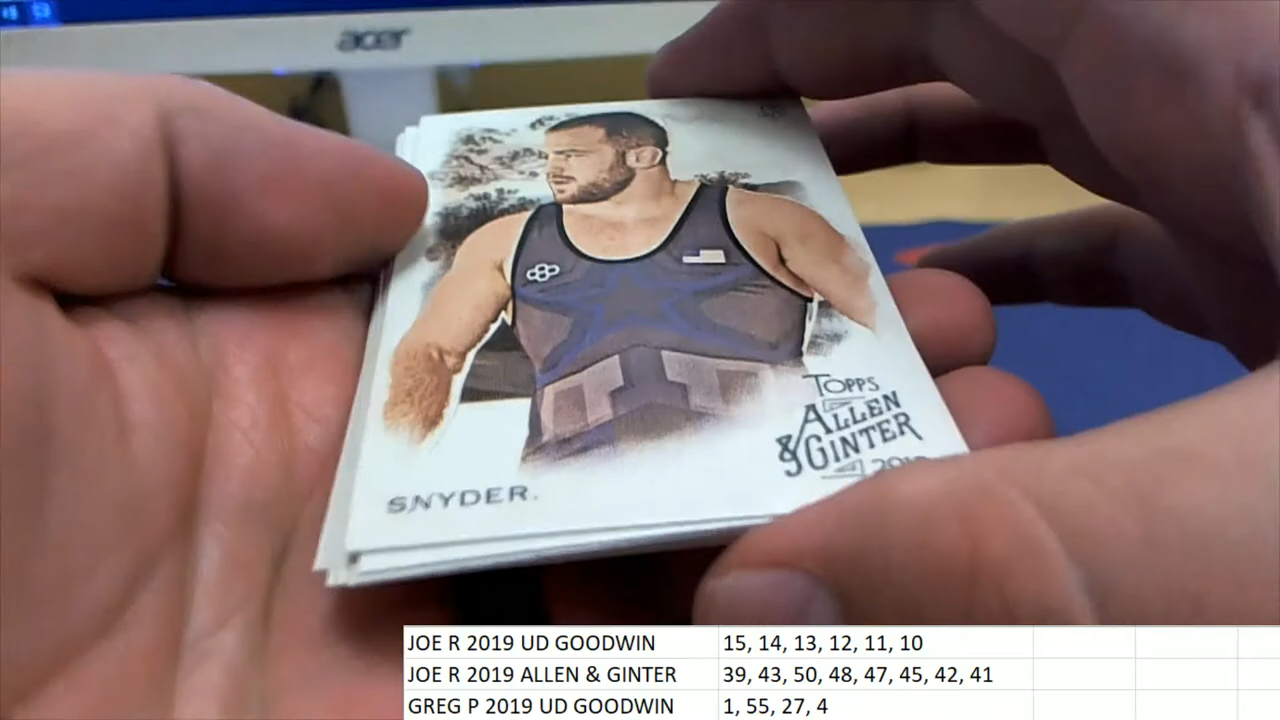 acer
TOPPS
ALLEN
& GINTER
SNYDER.
JOE R 2019 UD GOODWIN 15, 14, 13, 12, 11, 10
JOE R 2019 ALLEN & GINTER 39, 43, 50, 48, 47, 45, 42, 41
GREG P 2019 UD GOODWIN 1, 55, 27, 4